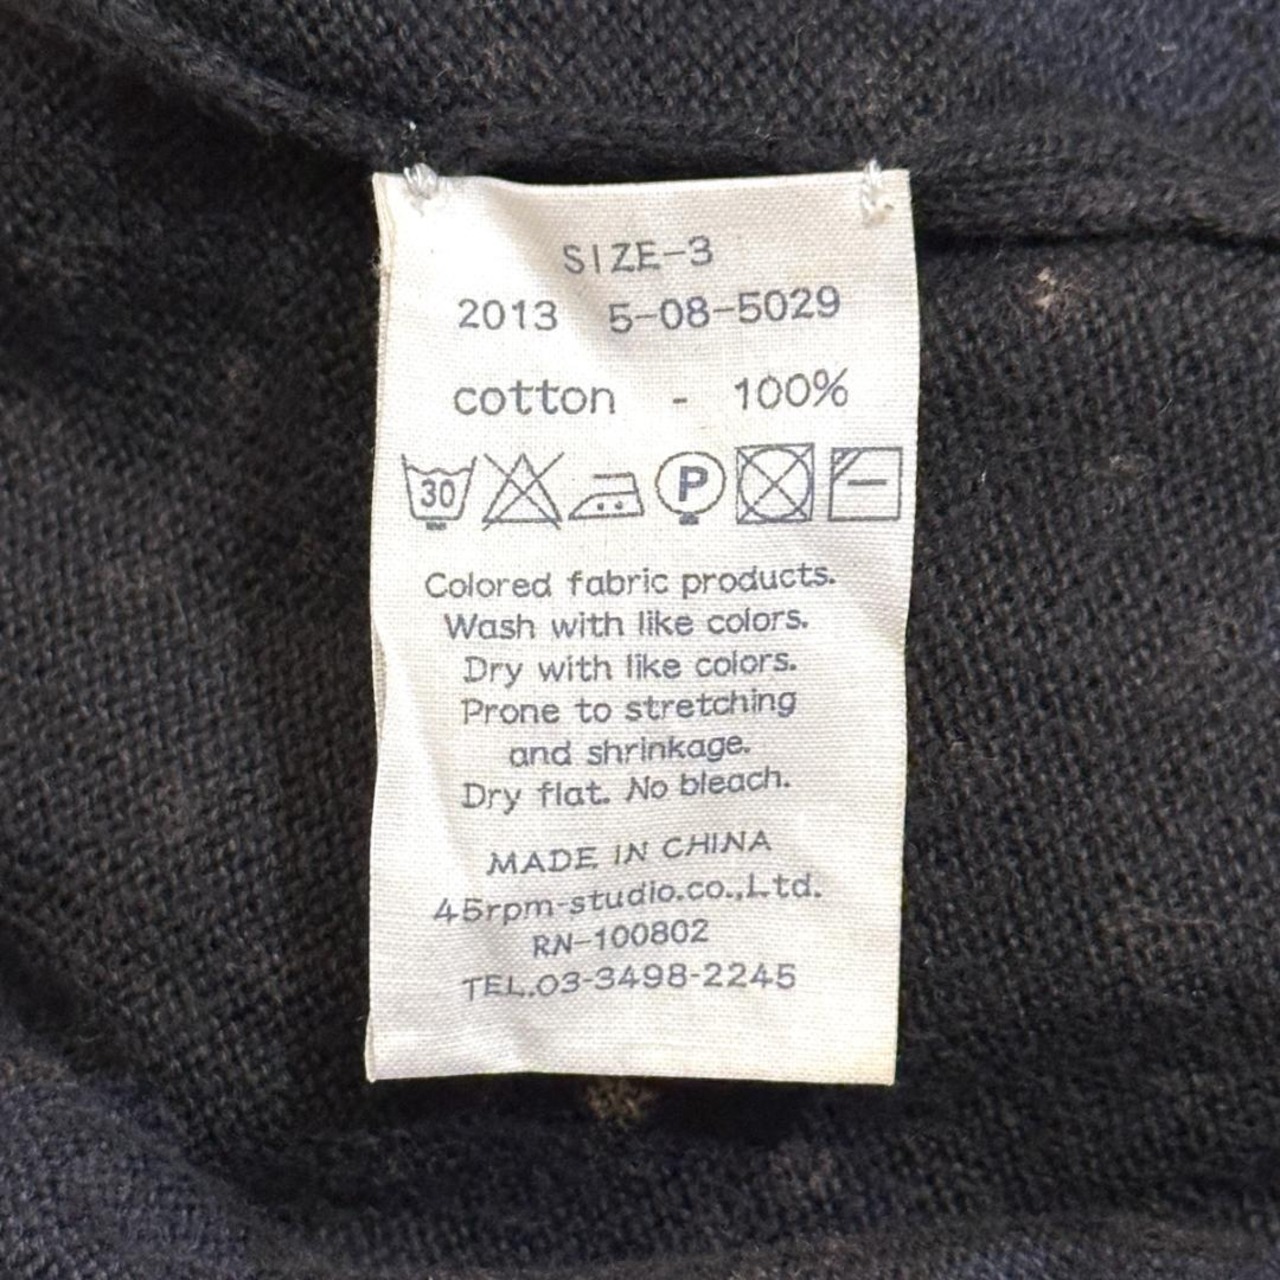 SIZE-3
2013 5-08-5029
cotton - 100%
30 P
Colored fabric products.
Wash with like colors.
Dry with like colors.
Prone to stretching
and shrinkage.
Dry flat. No bleach.
MADE IN CHINA
45rpm-studio.co.,Ltd.
RN-100802
TEL.03-3498-2245